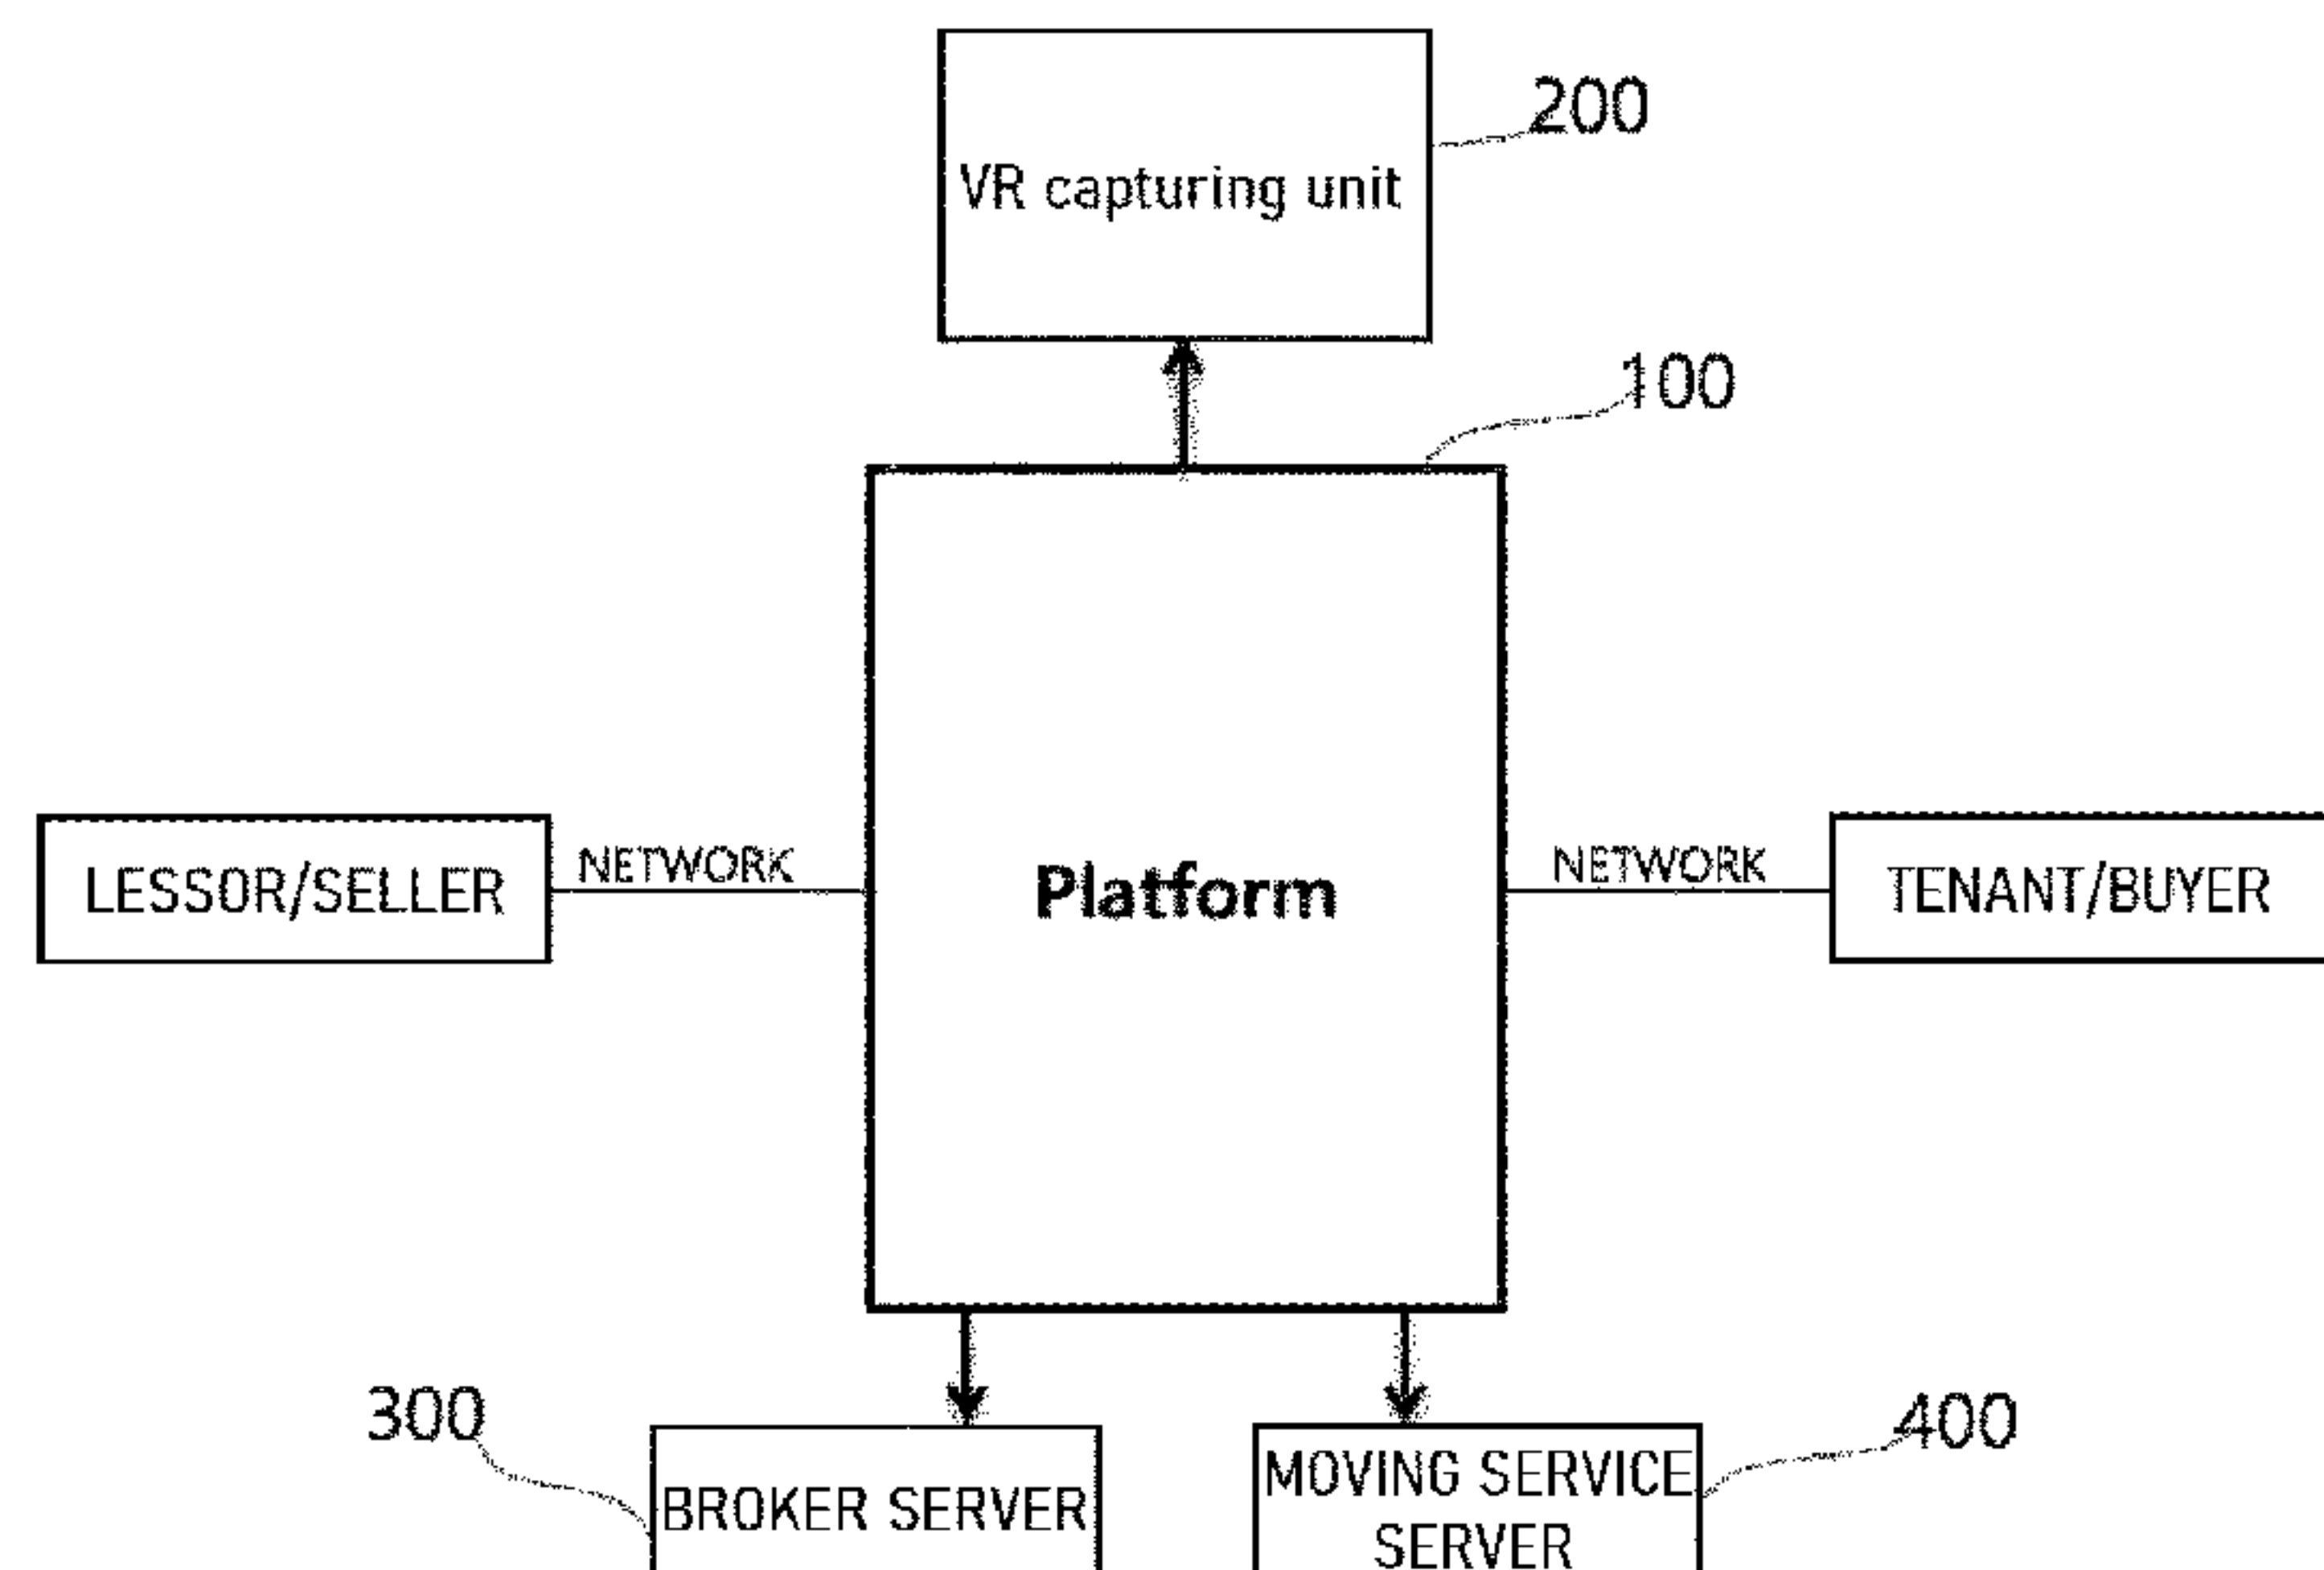 200
VR capturing unit
100
LESSOR/SELLER
NETWORK
Platform
NETWORK
TENANT/BUYER
300
400
BROKER SERVER
MOVING SERVICE
SERVER